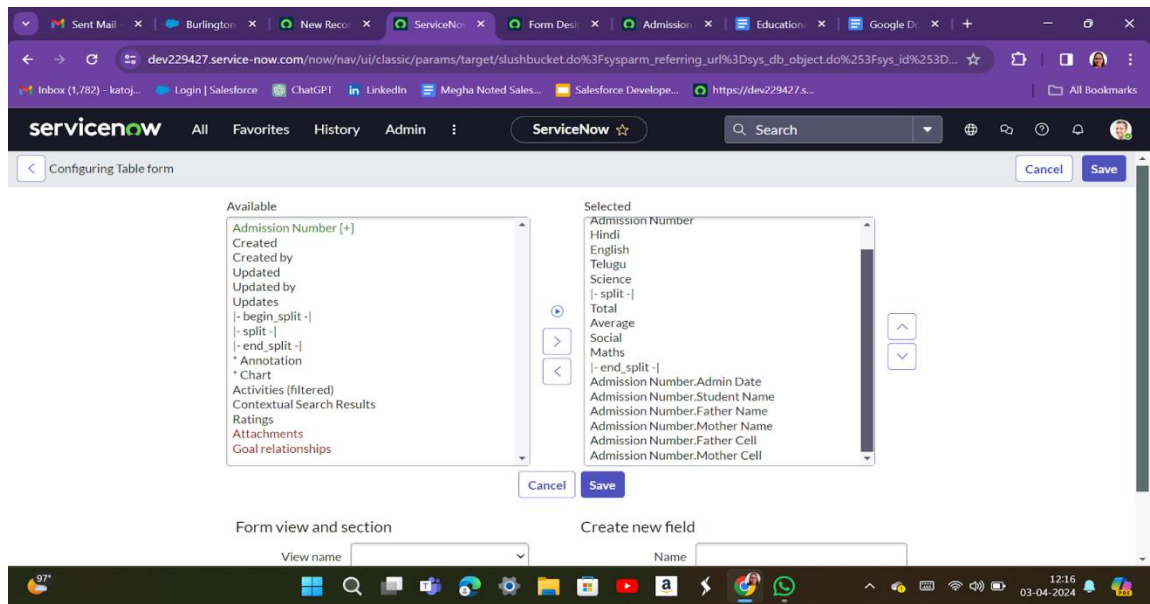 Sent Mail
Burlington
New Recor
ServiceNo
Form Desig
Admission
Education
Google Do
dev229427.service-now.com/now/nav/ui/classic/params/target/slushbucket.do%3Fsysparm_referring_url%3Dsys_db_object.do%253Fsys_id%253D...
Inbox (1,782) - katoj...
Login | Salesforce
ChatGPT
LinkedIn
Megha Noted Sales...
Salesforce Develope...
https://dev229427.s...
All Bookmarks
servicenow
All
Favorites
History
Admin
ServiceNow
Search
Configuring Table form
Cancel
Save
Available
Admission Number [+]
Created
Created by
Updated
Updated by
Updates
|- begin_split -|
|- split -|
|- end_split -|
* Annotation
* Chart
Activities (filtered)
Contextual Search Results
Ratings
Attachments
Goal relationships
Selected
Admission Number
Hindi
English
Telugu
Science
|- split -|
Total
Average
Social
Maths
|- end_split -|
Admission Number.Admin Date
Admission Number.Student Name
Admission Number.Father Name
Admission Number.Mother Name
Admission Number.Father Cell
Admission Number.Mother Cell
Cancel
Save
Form view and section
View name
Create new field
Name
97°
12:16
03-04-2024